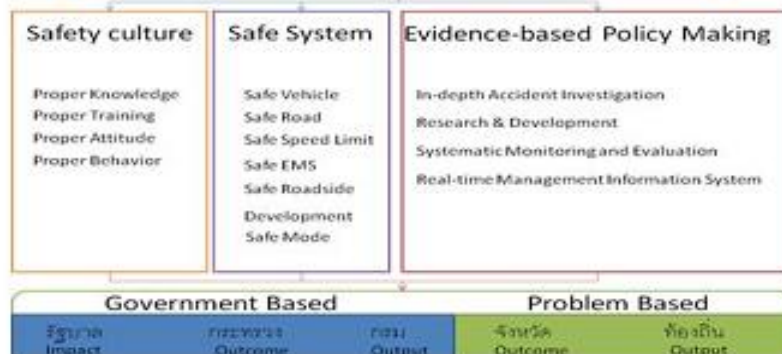 Safety culture
Proper Knowledge
Proper Training
Proper Attitude
Proper Behavior
Safe System
Safe Vehicle
Safe Road
Safe Speed Limit
Safe EMS
Safe Roadside
Development
Safe Mode
Evidence-based Policy Making
In-depth Accident Investigation
Research & Development
Systematic Monitoring and Evaluation
Real-time Management Information System
Government Based
Problem Based
รัฐบาล กระทรวง กรม จังหวัด ท้องถิ่น
Impact Outcome Output Outcome Output